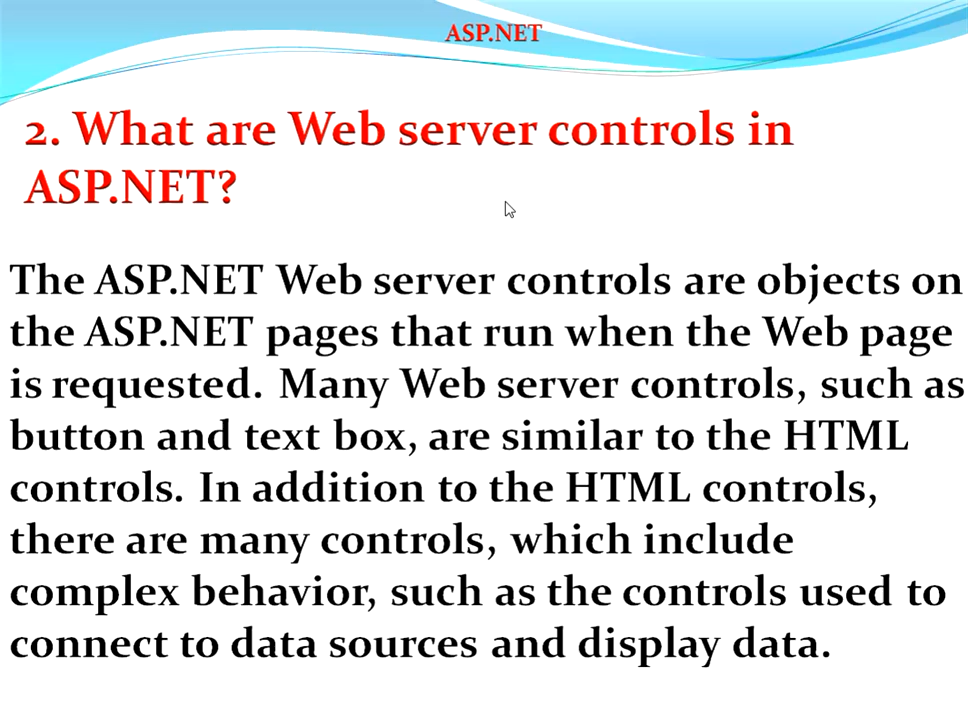 ASP.NET
2. What are Web server controls in
ASP.NET?
The ASP.NET Web server controls are objects on
the ASP.NET pages that run when the Web page
is requested. Many Web server controls, such as
button and text box, are similar to the HTML
controls. In addition to the HTML controls,
there are many controls, which include
complex behavior, such as the controls used to
connect to data sources and display data.